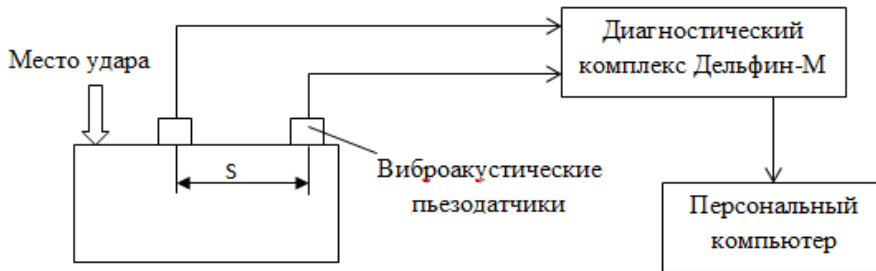 Место удара
Диагностический
комплекс Дельфин-М
S
Виброакустические
пьезодатчики
Персональный
компьютер